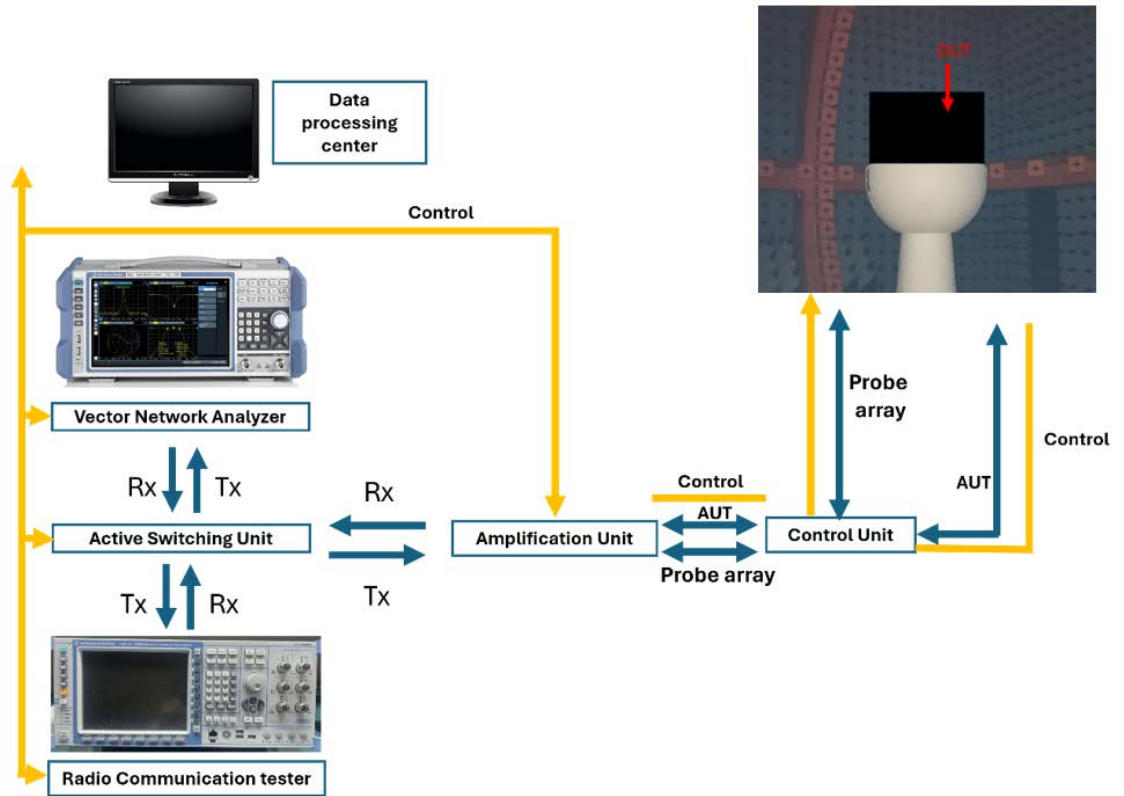 DUT
Data
processing
center
Control
Probe
array
Control
Vector Network Analyzer
AUT
Rx
Tx
Rx
Control
AUT
Active Switching Unit
Amplification Unit
Control Unit
Probe array
Tx
Tx
Rx
Radio Communication tester